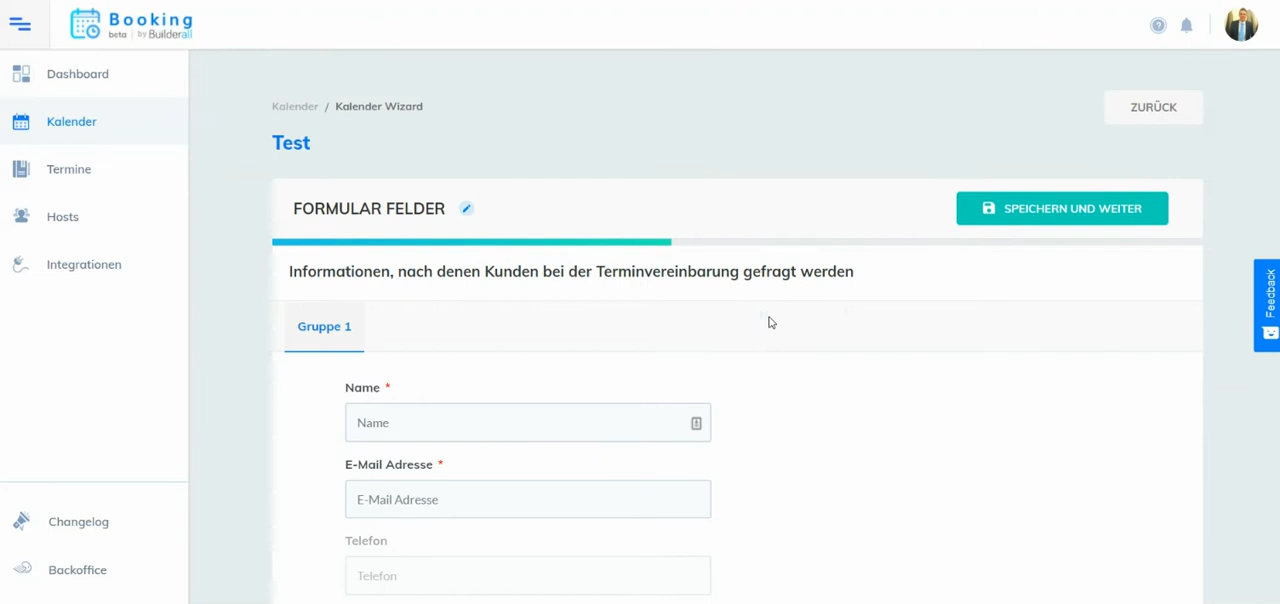 Booking
beta | by Builderall
Dashboard
Kalender
Termine
Hosts
Integrationen
Changelog
Backoffice
Kalender / Kalender Wizard
ZURÜCK
Test
FORMULAR FELDER
SPEICHERN UND WEITER
Informationen, nach denen Kunden bei der Terminvereinbarung gefragt werden
Gruppe 1
Name *
Name
E-Mail Adresse *
E-Mail Adresse
Telefon
Telefon
Feedback